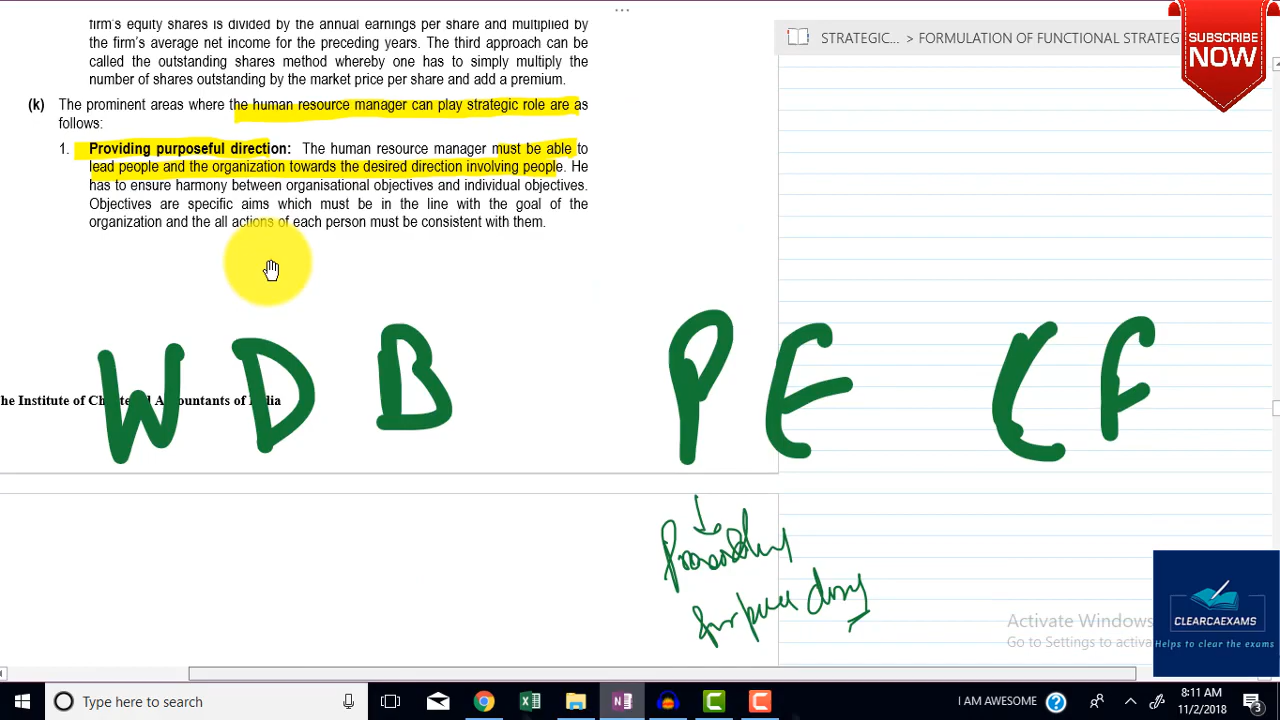 firm's equity shares is divided by the annual earnings per share and multiplied by
the firm's average net income for the preceding years. The third approach can be
called the outstanding shares method whereby one has to simply multiply the
number of shares outstanding by the market price per share and add a premium.
(k) The prominent areas where the human resource manager can play strategic role are as
follows:
1. Providing purposeful direction: The human resource manager must be able to
lead people and the organization towards the desired direction involving people. He
has to ensure harmony between organisational objectives and individual objectives.
Objectives are specific aims which must be in the line with the goal of the
organization and the all actions of each person must be consistent with them.
STRATEGIC... > FORMULATION OF FUNCTIONAL STRATEG
SUBSCRIBE
NOW
W D B P E C F
he Institute of Chartered Accountants of India
Activate Windows
Go to Settings to activa
CLEARCAEXAMS
Helps to clear the exams
Type here to search
I AM AWESOME
8:11 AM
11/2/2018
3